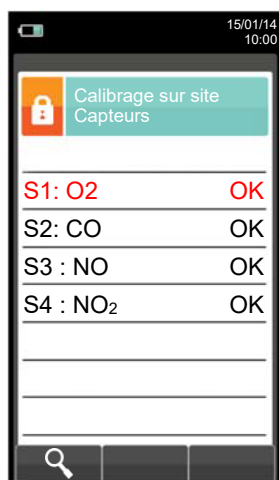 15/01/14
10:00
Calibrage sur site
Capteurs
S1: O2 OK
S2: CO OK
S3 : NO OK
S4 : NO₂ OK